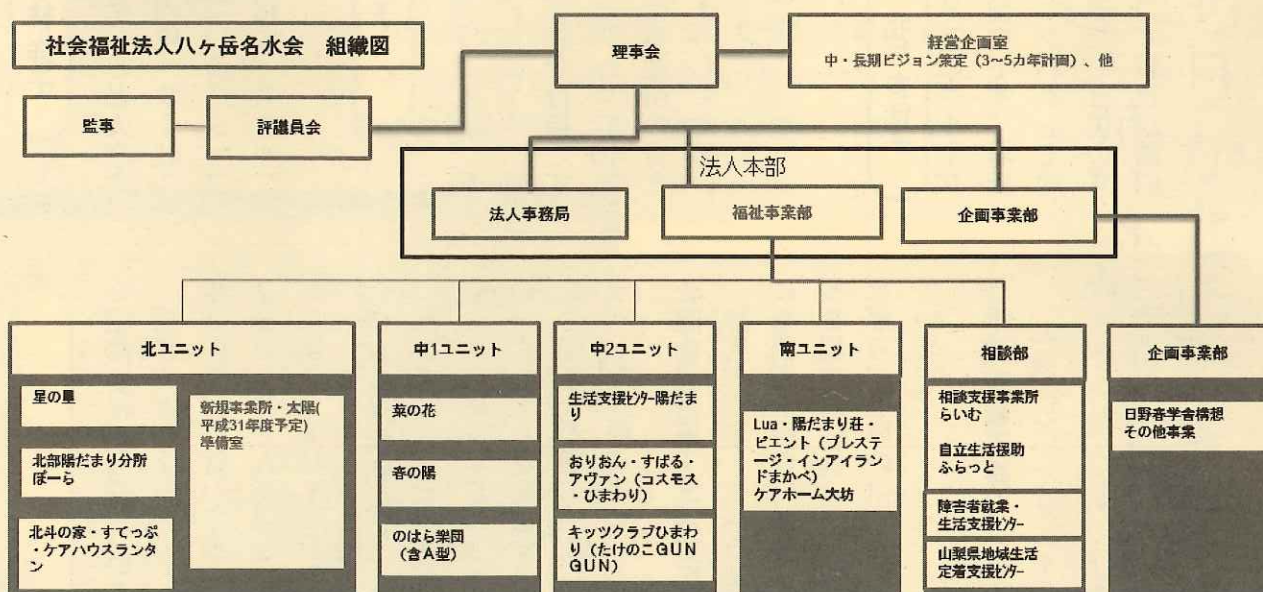 社会福祉法人八ヶ岳名水会　組織図
理事会
経営企画室
中・長期ビジョン策定（3～5カ年計画）、他
監事
評議員会
法人本部
法人事務局
福祉事業部
企画事業部
北ユニット
星の里
北部陽だまり分所
ぽーら
北斗の家・すてっぷ
・ケアハウスランタ
ン
新規事業所・太陽(
平成31年度予定)
準備室
中1ユニット
菜の花
春の陽
のはら楽団
（含A型）
中2ユニット
生活支援ｾﾝﾀｰ陽だま
り
おりおん・すばる・
アヴァン（コスモス
・ひまわり）
キッツクラブひまわ
り（たけのこGUN
GUN）
南ユニット
Lua・陽だまり荘・
ピエント（プレステ
ージ・インアイラン
ドまかべ）
ケアホーム大坊
相談部
相談支援事業所
らいむ
自立生活援助
ふらっと
障害者就業・
生活支援ｾﾝﾀｰ
山梨県地域生活
定着支援ｾﾝﾀｰ
企画事業部
日野春学舎構想
その他事業